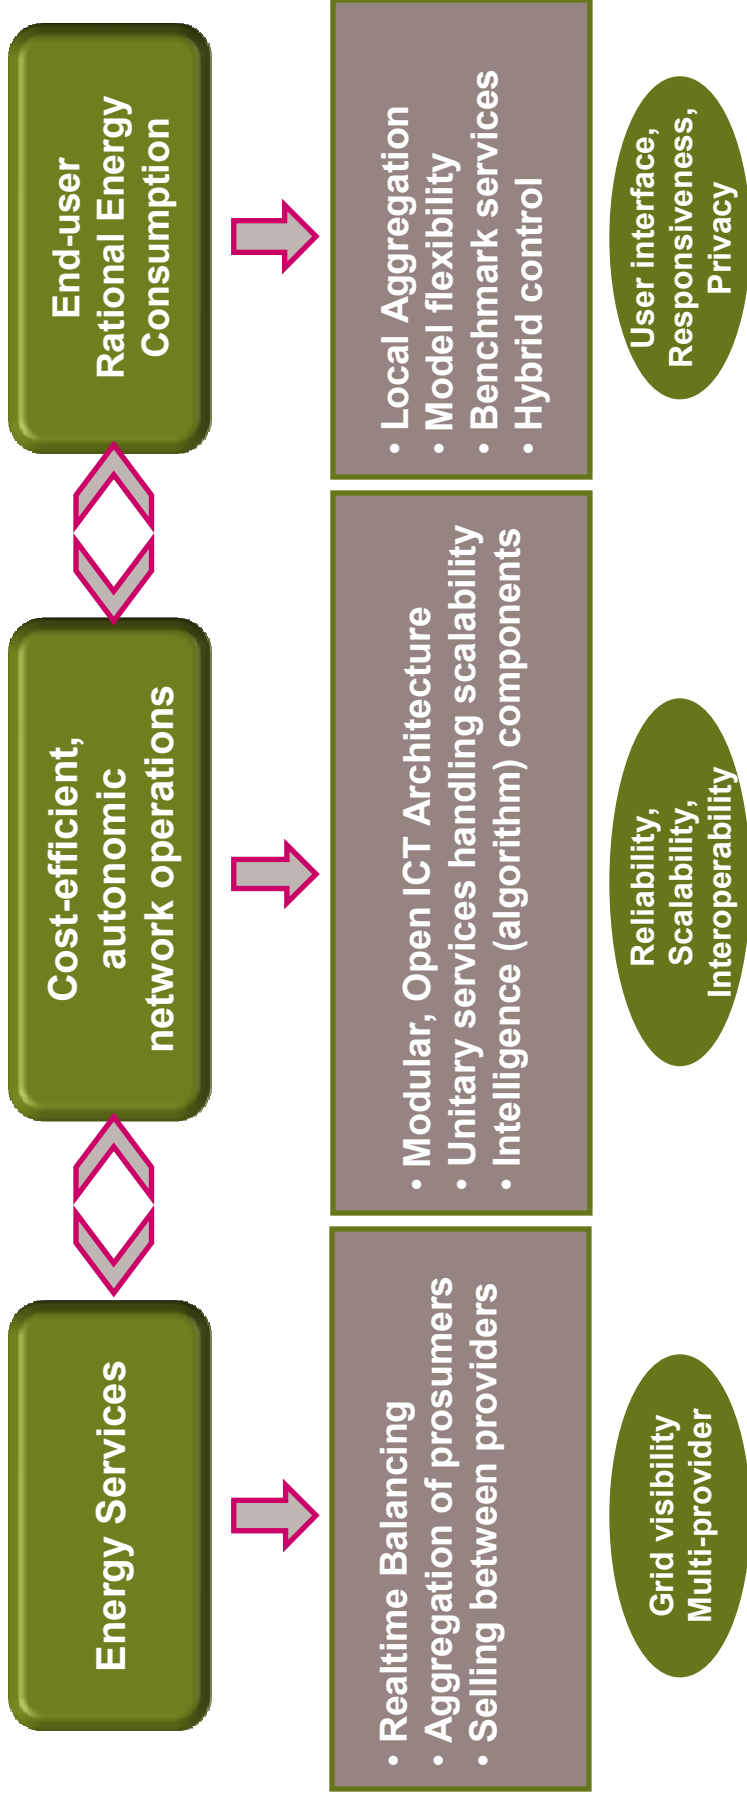 Energy Services
Cost-efficient,
autonomic
network operations
End-user
Rational Energy
Consumption
• Realtime Balancing
• Aggregation of prosumers
• Selling between providers
• Modular, Open ICT Architecture
• Unitary services handling scalability
• Intelligence (algorithm) components
• Local Aggregation
• Model flexibility
• Benchmark services
• Hybrid control
Grid visibility
Multi-provider
Reliability,
Scalability,
Interoperability
User interface,
Responsiveness,
Privacy